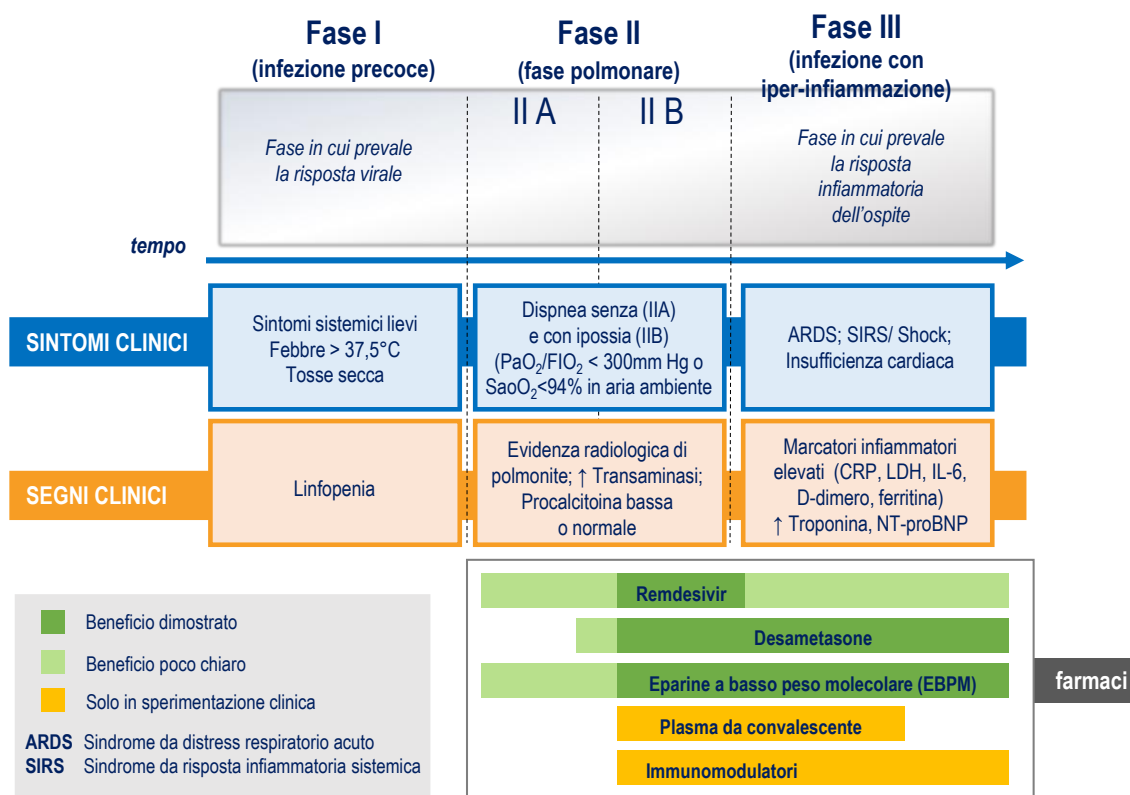 Fase I
(infezione precoce)
Fase II
(fase polmonare)
Fase III
(infezione con
iper-infiammazione)
II A
II B
Fase in cui prevale
la risposta virale
Fase in cui prevale
la risposta
infiammatoria
dell'ospite
tempo
SINTOMI CLINICI
Sintomi sistemici lievi
Febbre > 37,5°C
Tosse secca
Dispnea senza (IIA)
e con ipossia (IIB)
(PaO₂/FIO₂ < 300mm Hg o
SaoO₂<94% in aria ambiente
ARDS; SIRS/ Shock;
Insufficienza cardiaca
SEGNI CLINICI
Linfopenia
Evidenza radiologica di
polmonite; ↑ Transaminasi;
Procalcitoina bassa
o normale
Marcatori infiammatori
elevati (CRP, LDH, IL-6,
D-dimero, ferritina)
↑ Troponina, NT-proBNP
Beneficio dimostrato
Beneficio poco chiaro
Solo in sperimentazione clinica
ARDS Sindrome da distress respiratorio acuto
SIRS Sindrome da risposta infiammatoria sistemica
Remdesivir
Desametasone
Eparine a basso peso molecolare (EBPM)
Plasma da convalescente
Immunomodulatori
farmaci